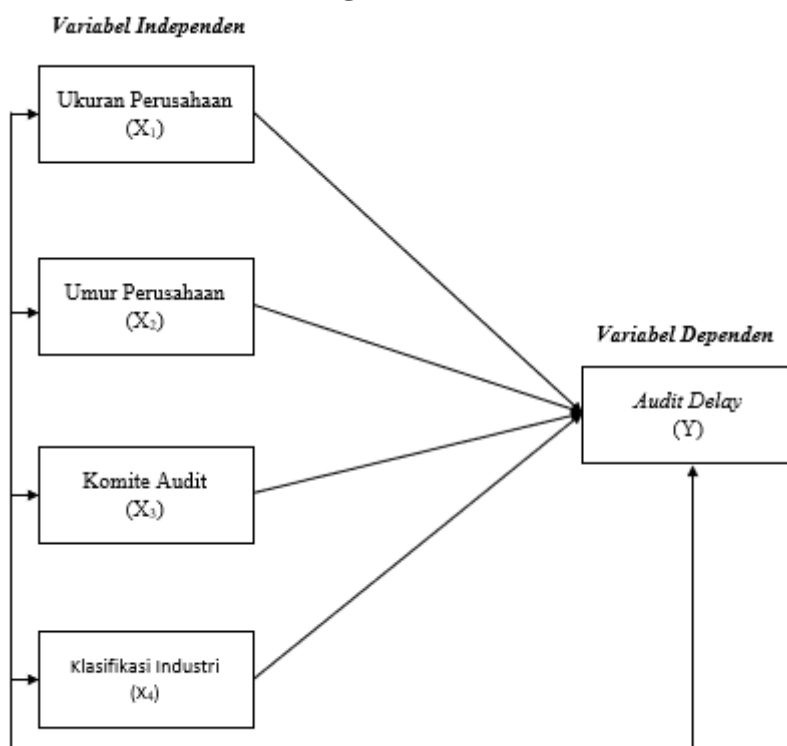 Variabel Independen
Ukuran Perusahaan
(X₁)
Umur Perusahaan
(X₂)
Komite Audit
(X₃)
Klasifikasi Industri
(X₄)
Variabel Dependen
Audit Delay
(Y)